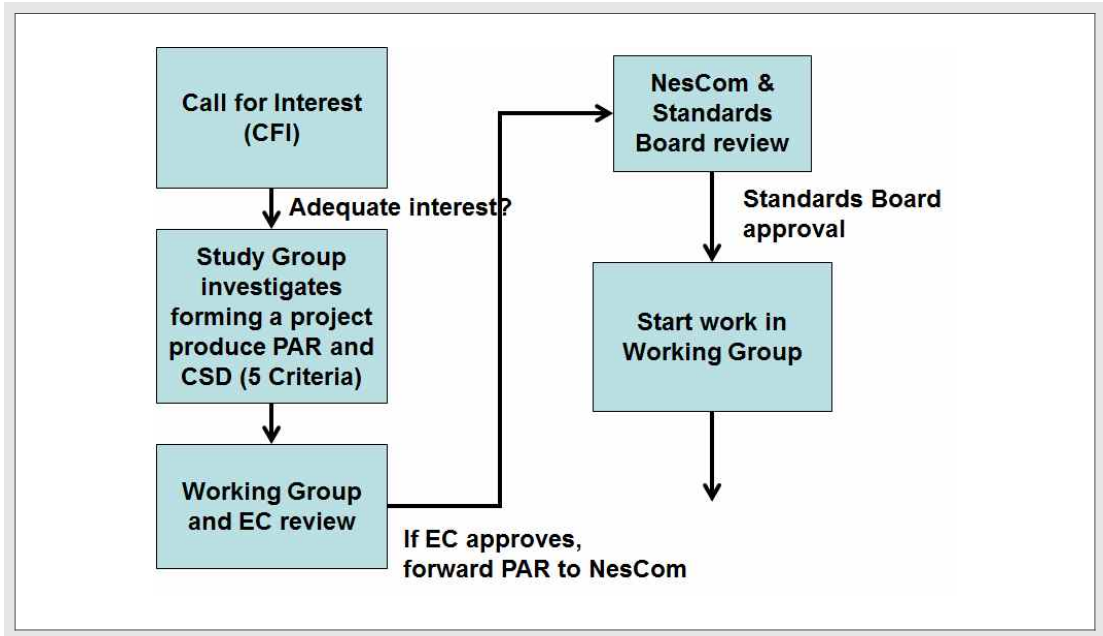 Call for Interest
(CFI)
Adequate interest?
Study Group
investigates
forming a project
produce PAR and
CSD (5 Criteria)
Working Group
and EC review
If EC approves,
forward PAR to NesCom
NesCom &
Standards
Board review
Standards Board
approval
Start work in
Working Group